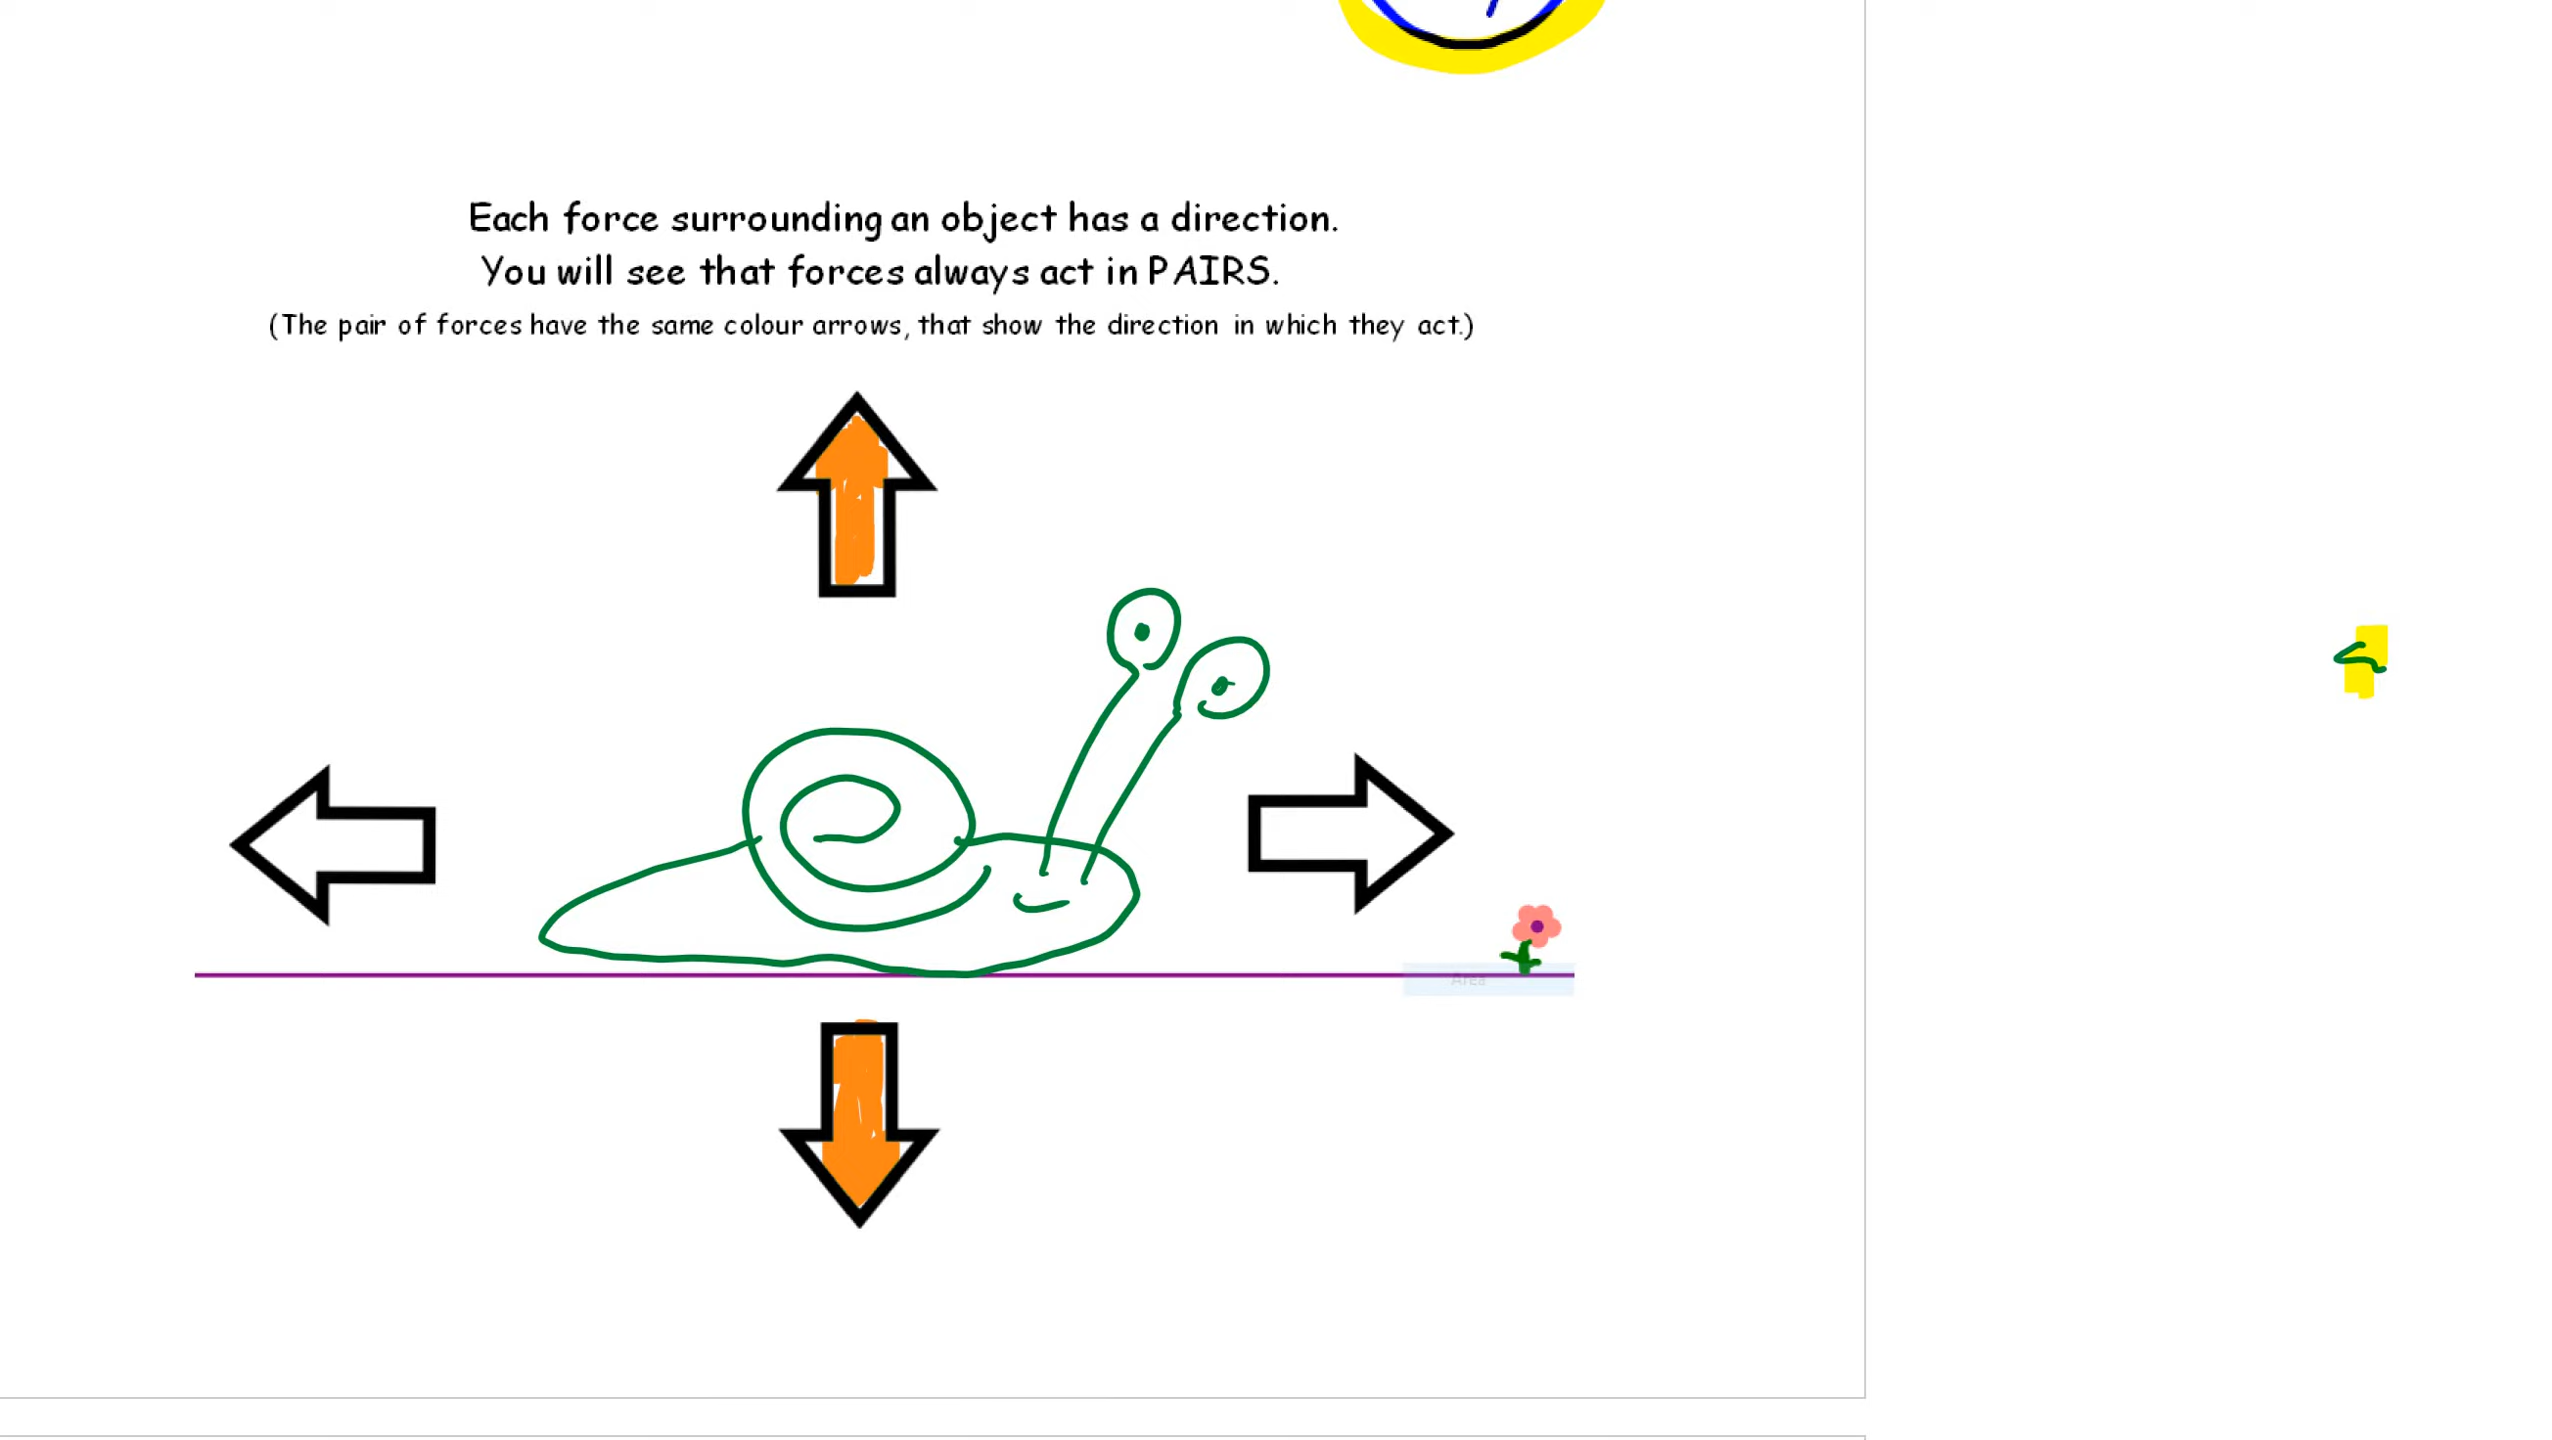 Each force surrounding an object has a direction.
You will see that forces always act in PAIRS.
(The pair of forces have the same colour arrows, that show the direction in which they act.)
Area